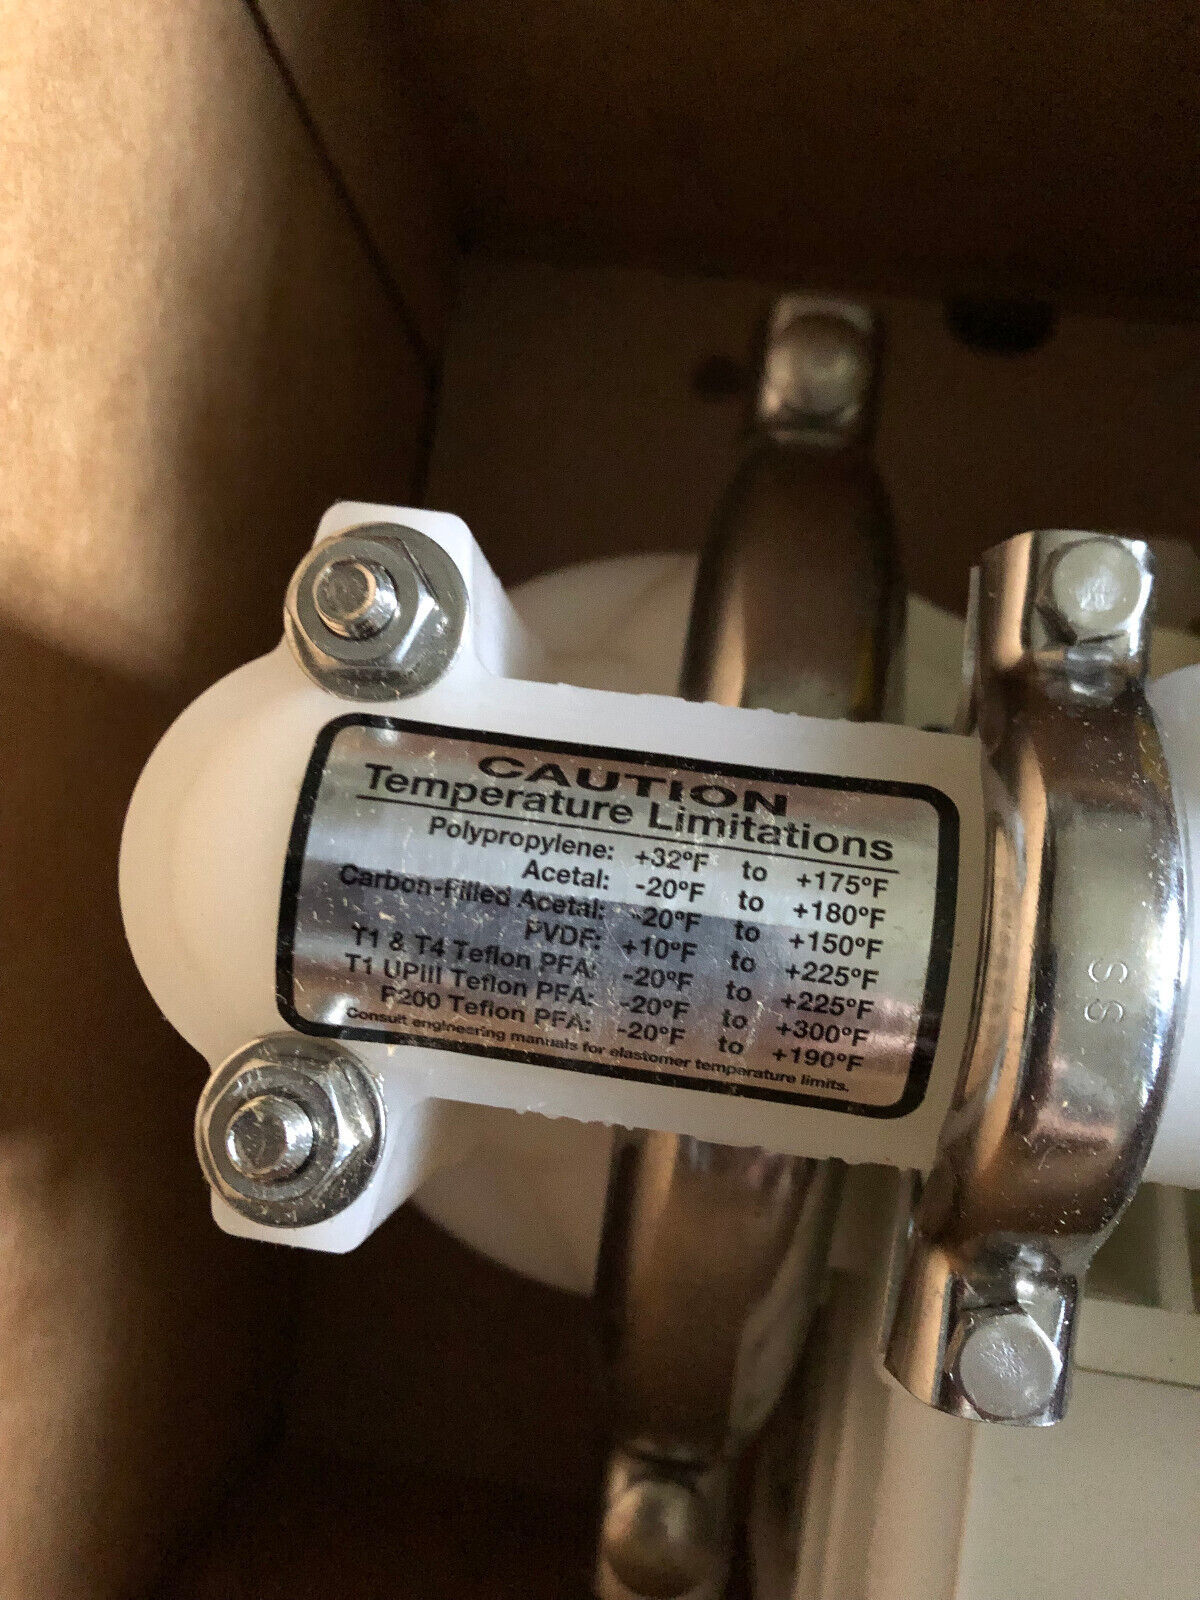 CAUTION
Temperature Limitations
Polypropylene: +32°F to +175°F
Acetal: -20°F to +180°F
Carbon-Filled Acetal: -20°F to +150°F
PVDF: +10°F to +225°F
T1 & T4 Teflon PFA: -20°F to +225°F
T1 UPIII Teflon PFA: -20°F to +300°F
P200 Teflon PFA: -20°F to +190°F
Consult engineering manuals for elastomer temperature limits.
SS